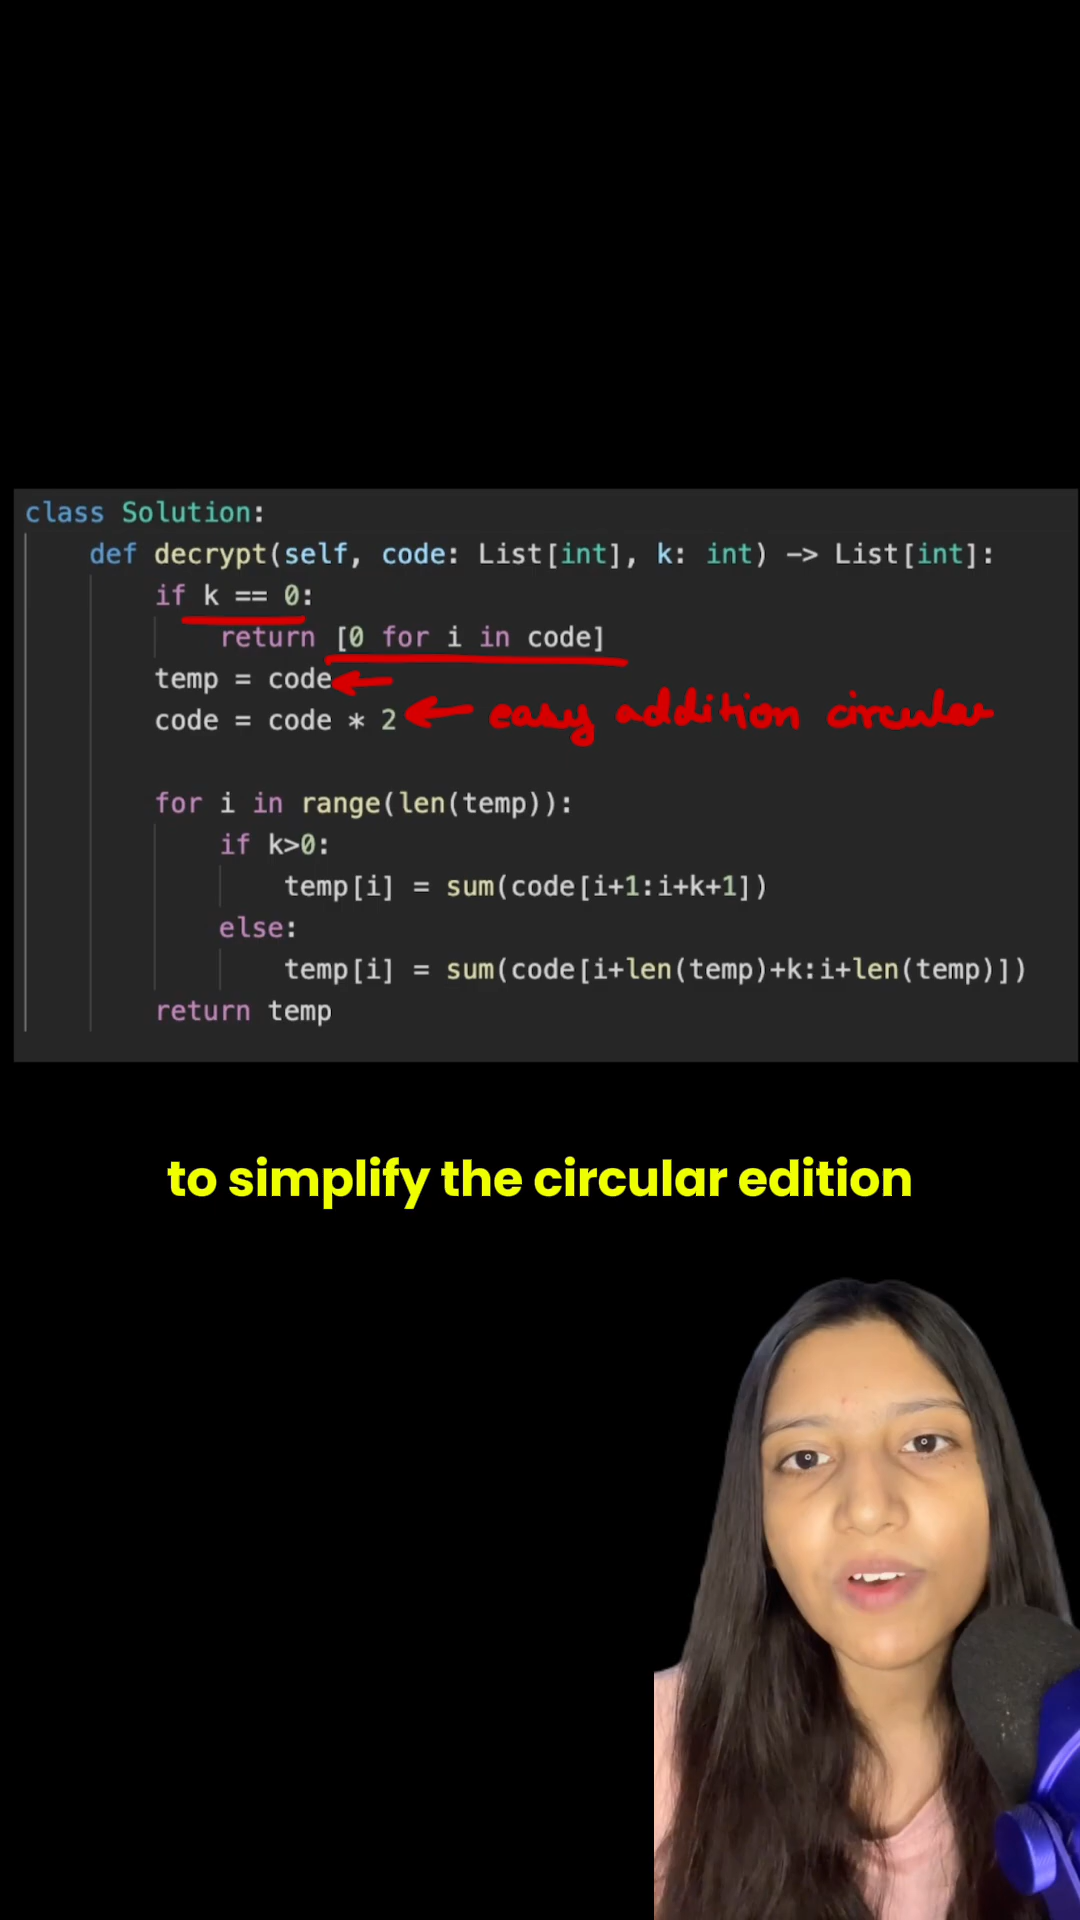 class Solution:
    def decrypt(self, code: List[int], k: int) -> List[int]:
        if k == 0:
            return [0 for i in code]
        temp = code
        code = code * 2 easy addition circular
        for i in range(len(temp)):
            if k>0:
                temp[i] = sum(code[i+1:i+k+1])
            else:
                temp[i] = sum(code[i+len(temp)+k:i+len(temp)])
        return temp
to simplify the circular edition